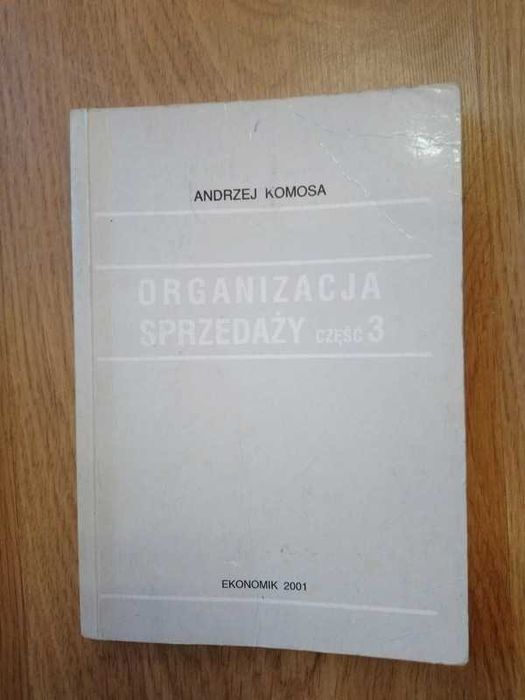 ANDRZEJ KOMOSA
ORGANIZACJA
SPRZEDAŻY CZĘŚĆ 3
EKONOMIK 2001